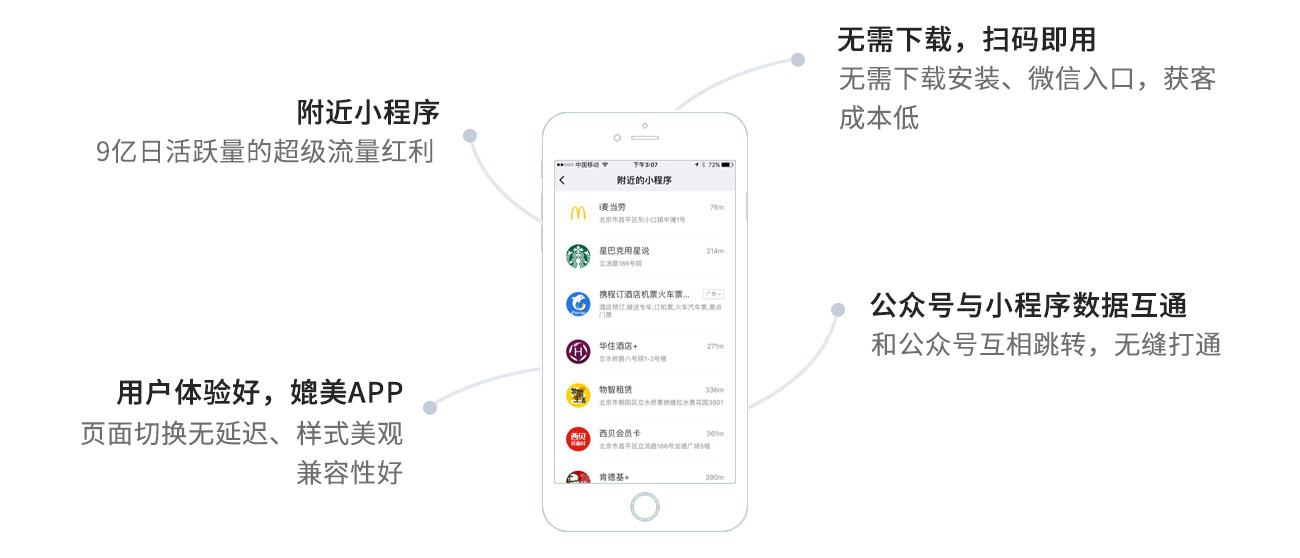 无需下载，扫码即用
无需下载安装、微信入口，获客
成本低
附近小程序
9亿日活跃量的超级流量红利
中国移动 下午3:07 72%
附近的小程序
i麦当劳 75m
北京市昌平区东小口镇中滩1号
星巴克用星说 214m
立汤路186号院
携程订酒店机票火车票... 广告
酒店预订,接送专车,订机票,火车汽车票,景点
门票
华住酒店+ 271m
立水桥路八号院1-2号楼
物智租赁 336m
北京市朝阳区立水桥塞纳维拉水景花园3801
西贝会员卡 361m
北京市昌平区立汤路186号龙德广场5楼
肯德基+ 390m
西贝
公众号与小程序数据互通
和公众号互相跳转，无缝打通
用户体验好，媲美APP
页面切换无延迟、样式美观
兼容性好